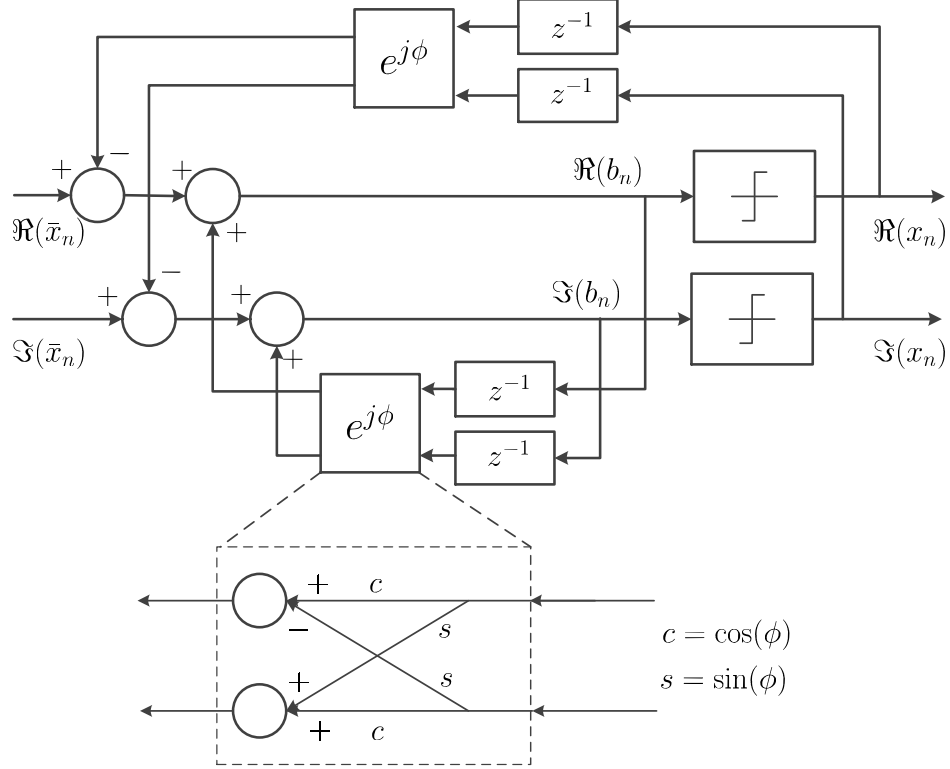 z⁻¹
e^{jϕ}
z⁻¹
− + +
ℜ(b_n)
+
ℜ(x̄_n) ℜ(x_n)
−
+ + ℑ(b_n)
+
ℑ(x̄_n) ℑ(x_n)
z⁻¹
e^{jϕ}
z⁻¹
+ c
− s c = cos(ϕ)
+ s s = sin(ϕ)
+ c